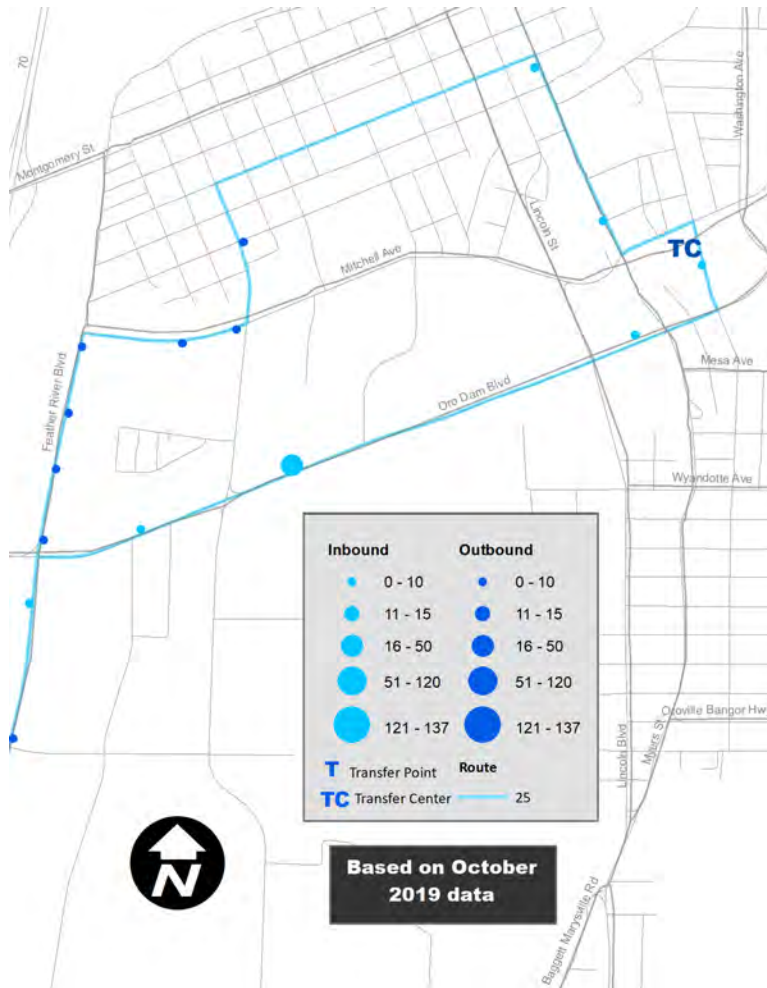 70
Montgomery St
Washington Ave
Lincoln St
Mitchell Ave
TC
Feather River Blvd
Oro Dam Blvd
Mesa Ave
Wyandotte Ave
Inbound Outbound
0 - 10 0 - 10
11 - 15 11 - 15
16 - 50 16 - 50
51 - 120 51 - 120
121 - 137 121 - 137
T Transfer Point Route
TC Transfer Center 25
Oroville Bangor Hw
Lincoln Blvd
Myers St
N
Based on October
2019 data
Baggett Marysville Rd